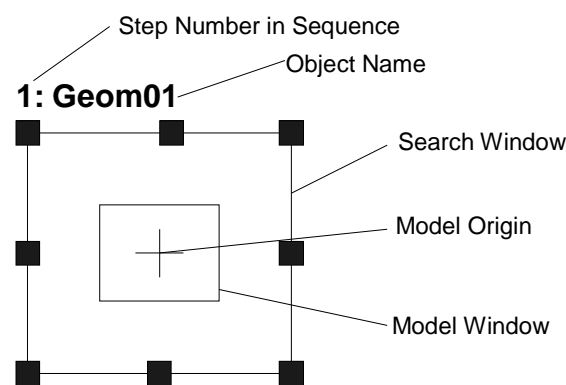 Step Number in Sequence
Object Name
1: Geom01
Search Window
Model Origin
Model Window